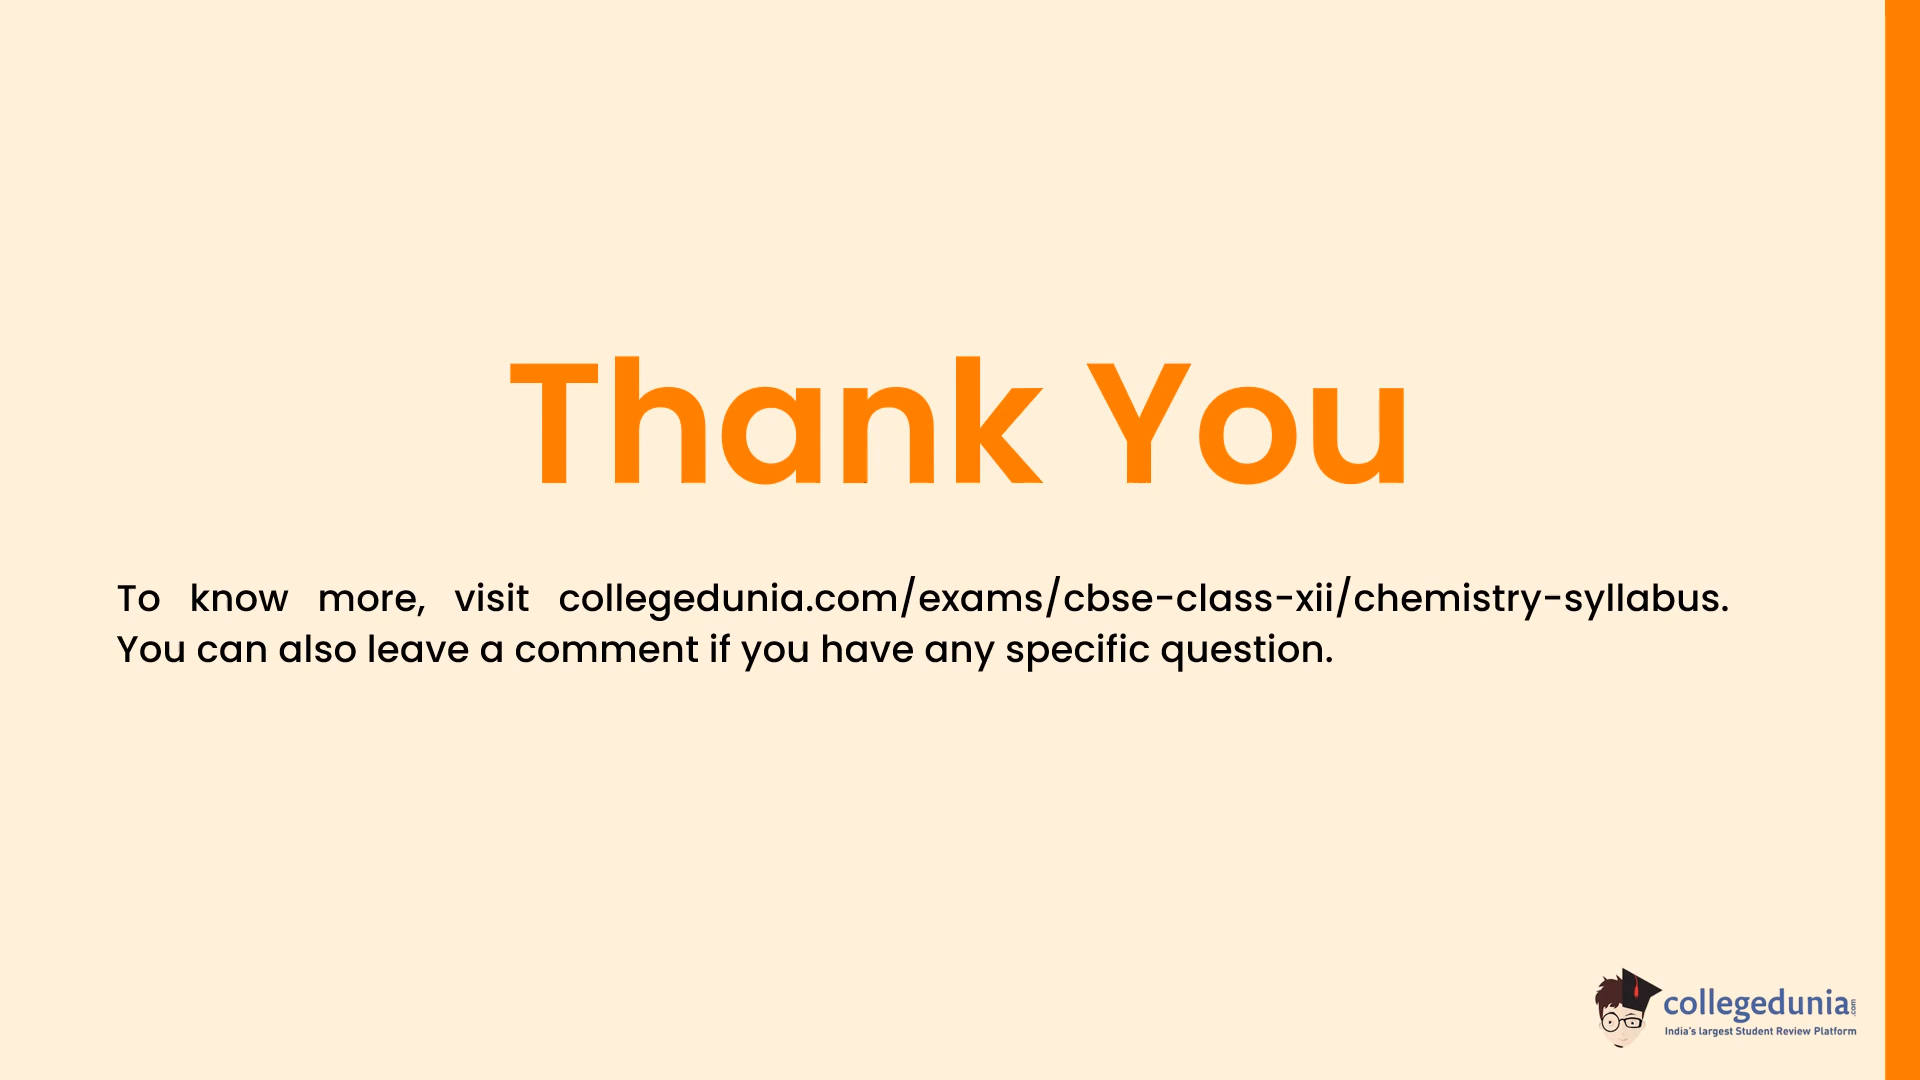 Thank You
To know more, visit collegedunia.com/exams/cbse-class-xii/chemistry-syllabus.
You can also leave a comment if you have any specific question.
collegedunia.com
India's largest Student Review Platform